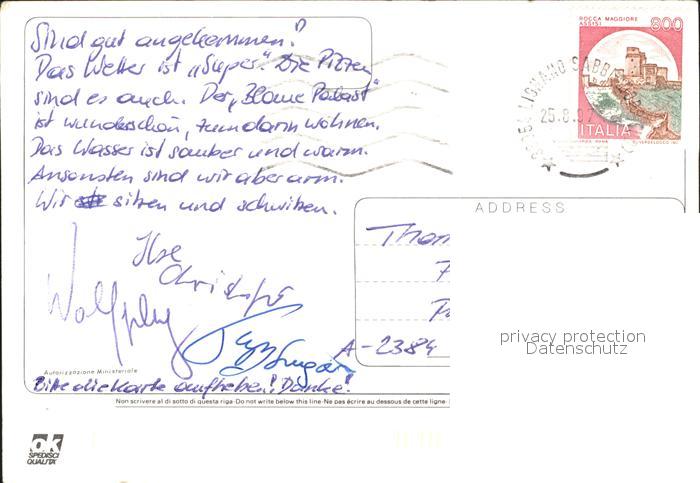 Sind gut angekommen!
ROCCA MAGGIORE
ASSISI
800
Das Wetter ist „Super“. Die Pizzen
sind es auch. Der „Blaue Palast“
ist wunderschön, zum darin wohnen.
25.8.9
ITALIA
Das Wasser ist sauber und warm.
Ansonsten sind wir aber arm.
Wir sitzen und schwitzen.
ADDRESS
Ilse
Christoph
Wolfgang
A-2384
privacy protection
Datenschutz
Autorizzazione Ministeriale
Bitte die Karte aufheben! Danke!
Non scrivere al di sotto di questa riga-Do not write below this line-Ne pas écrire au dessous de cette ligne-
ok
SPEDISCI
QUALITA'